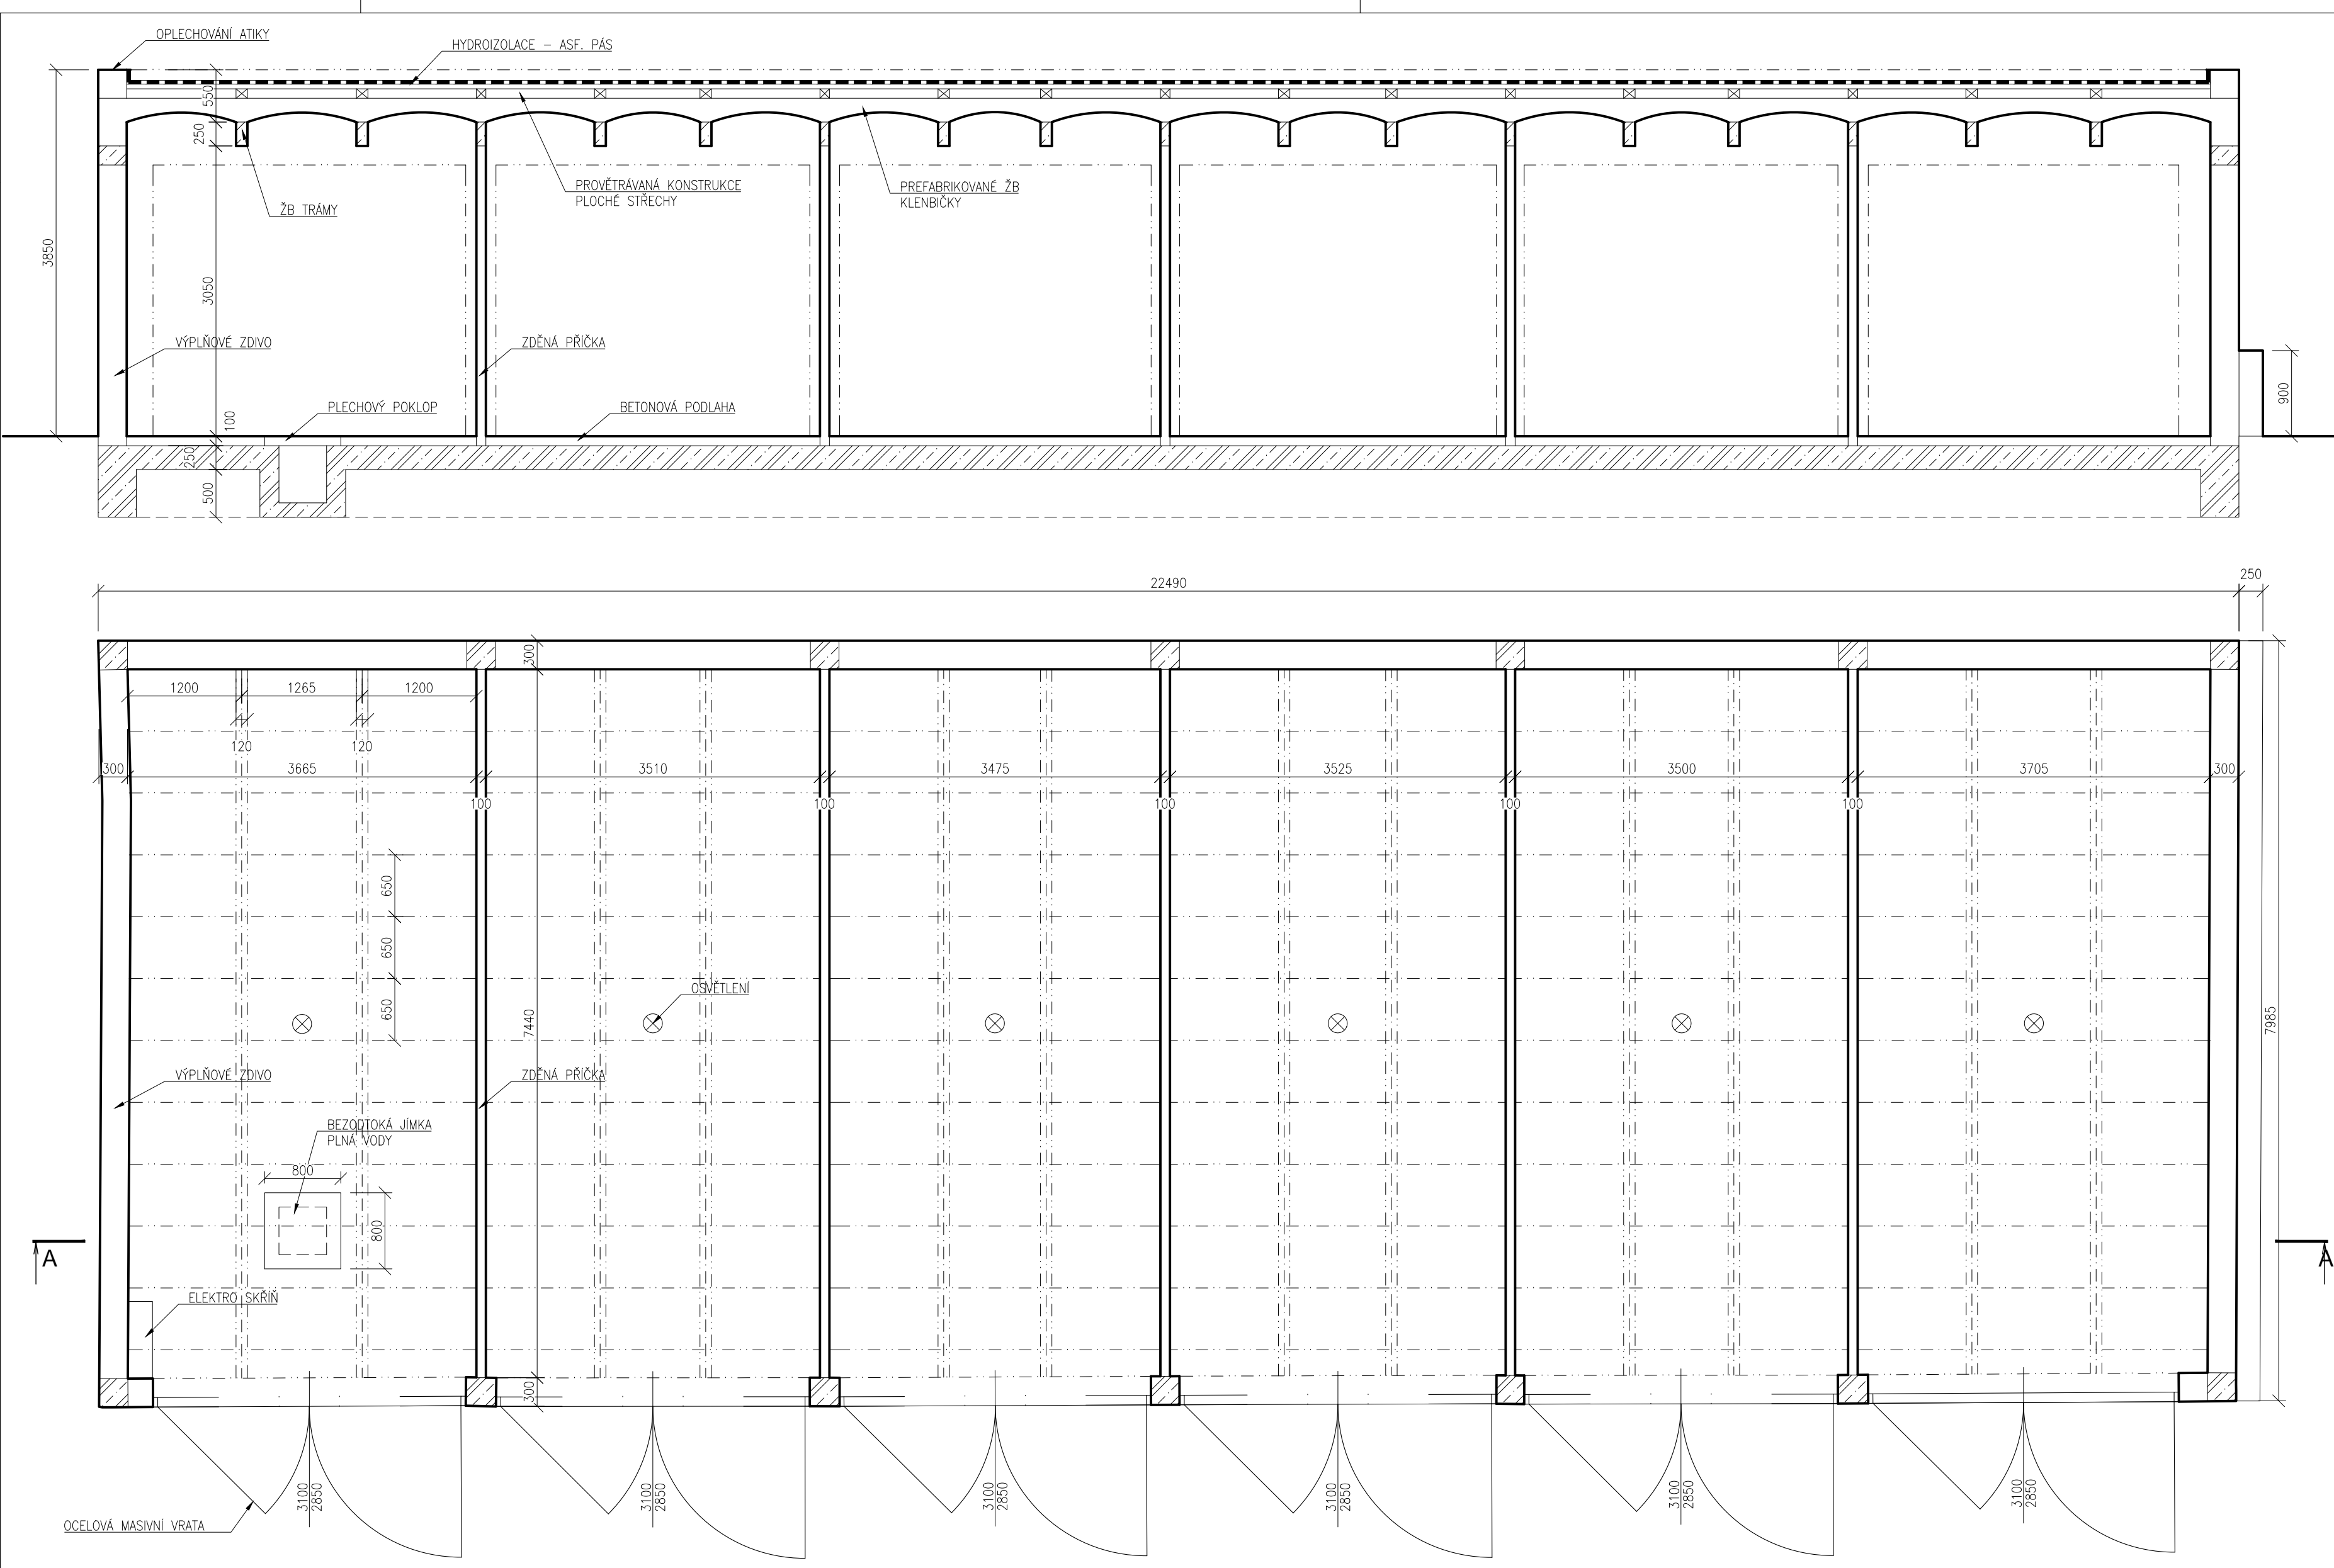 OPLECHOVÁNÍ ATIKY
HYDROIZOLACE – ASF. PÁS
550
250
PROVĚTRÁVANÁ KONSTRUKCE
PLOCHÉ STŘECHY
PREFABRIKOVANÉ ŽB
KLENBIČKY
ŽB TRÁMY
3850
3050
VÝPLŇOVÉ ZDIVO
ZDĚNÁ PŘÍČKA
900
PLECHOVÝ POKLOP
BETONOVÁ PODLAHA
100
250
500
22490
250
300
1200
1265
1200
120
120
300
3665
3510
3475
3525
3500
3705
300
100
100
100
100
100
650
650
650
OSVĚTLENÍ
7440
7985
VÝPLŇOVÉ ZDIVO
ZDĚNÁ PŘÍČKA
BEZODTOKÁ JÍMKA
PLNÁ VODY
800
800
A
A
ELEKTRO SKŘÍŇ
300
3100
2850
3100
2850
3100
2850
3100
2850
3100
2850
3100
2850
OCELOVÁ MASIVNÍ VRATA